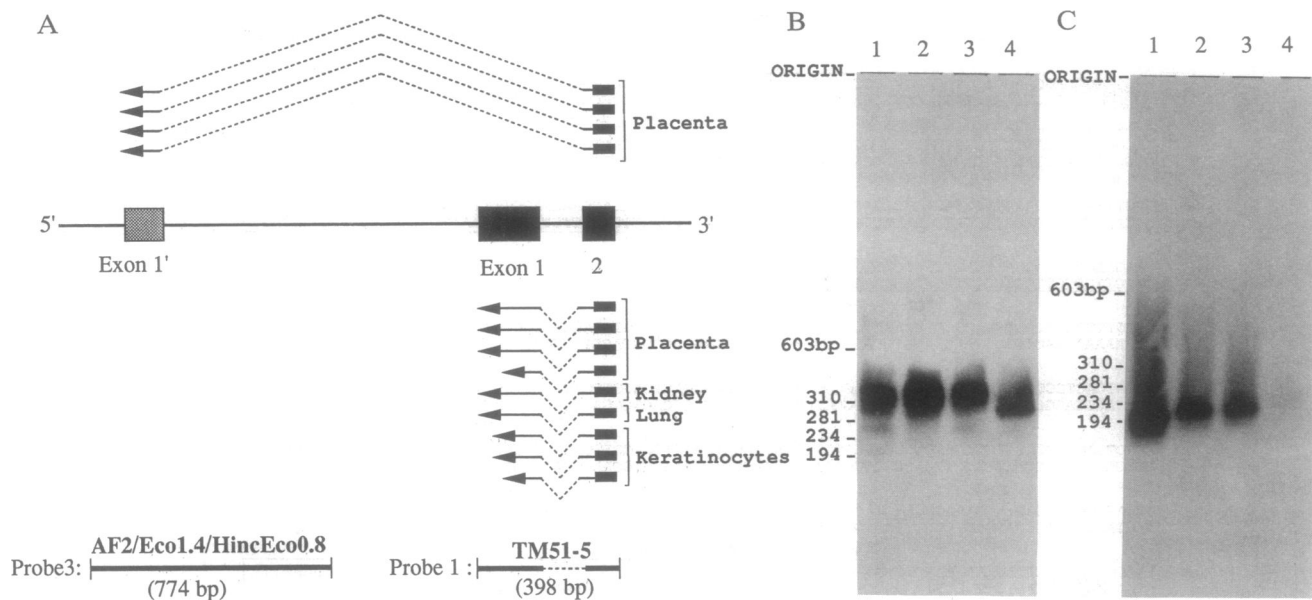 A
Placenta
5'
3'
Exon 1'
Exon 1
2
Placenta
Kidney
Lung
Keratinocytes
AF2/Eco1.4/HincEco0.8
Probe3:
(774 bp)
TM51-5
Probe 1 :
(398 bp)
B
1 2 3 4
ORIGIN
603bp
310
281
234
194
C
1 2 3 4
ORIGIN
603bp
310
281
234
194